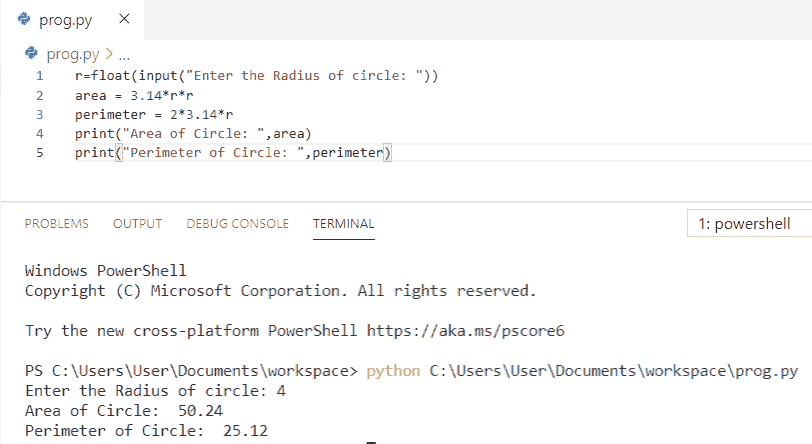 prog.py ×
prog.py > ...
1 r=float(input("Enter the Radius of circle: "))
2 area = 3.14*r*r
3 perimeter = 2*3.14*r
4 print("Area of Circle: ",area)
5 print("Perimeter of Circle: ",perimeter)
PROBLEMS OUTPUT DEBUG CONSOLE TERMINAL 1: powershell
Windows PowerShell
Copyright (C) Microsoft Corporation. All rights reserved.
Try the new cross-platform PowerShell https://aka.ms/pscore6
PS C:\Users\User\Documents\workspace> python C:\Users\User\Documents\workspace\prog.py
Enter the Radius of circle: 4
Area of Circle:  50.24
Perimeter of Circle:  25.12